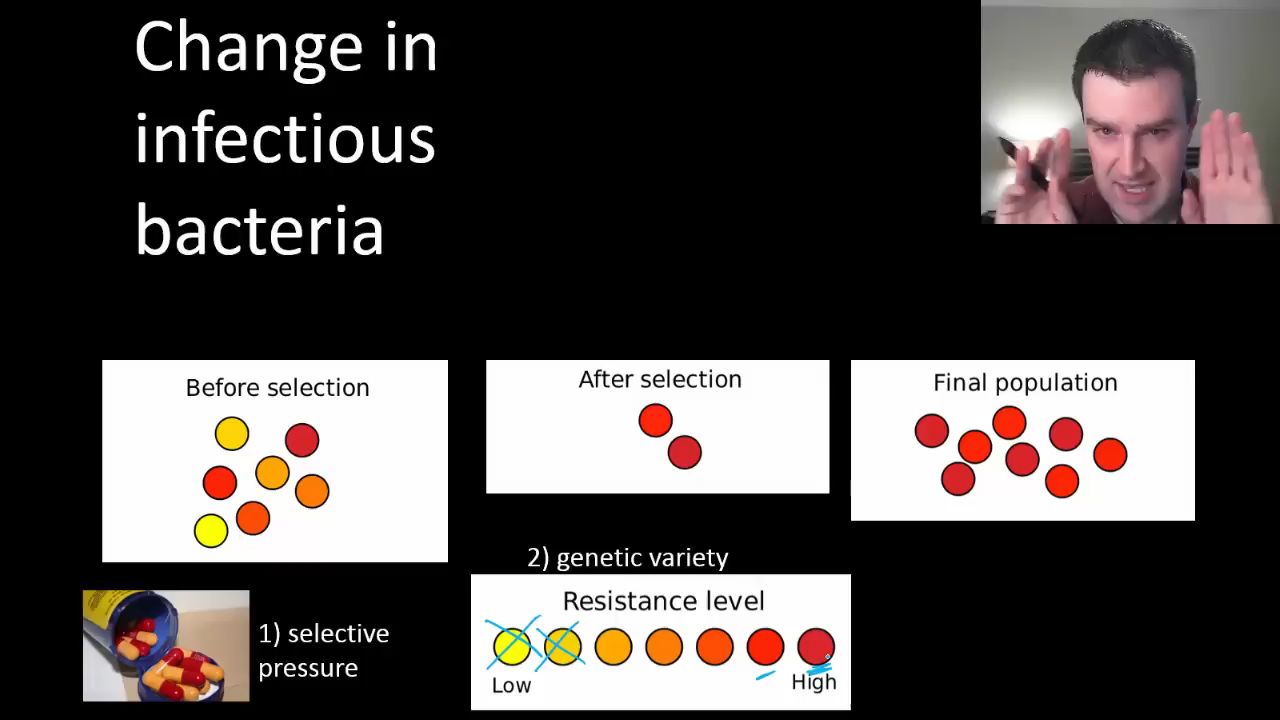 Change in
infectious
bacteria
Before selection
After selection
Final population
2) genetic variety
Resistance level
Low
High
1) selective
pressure